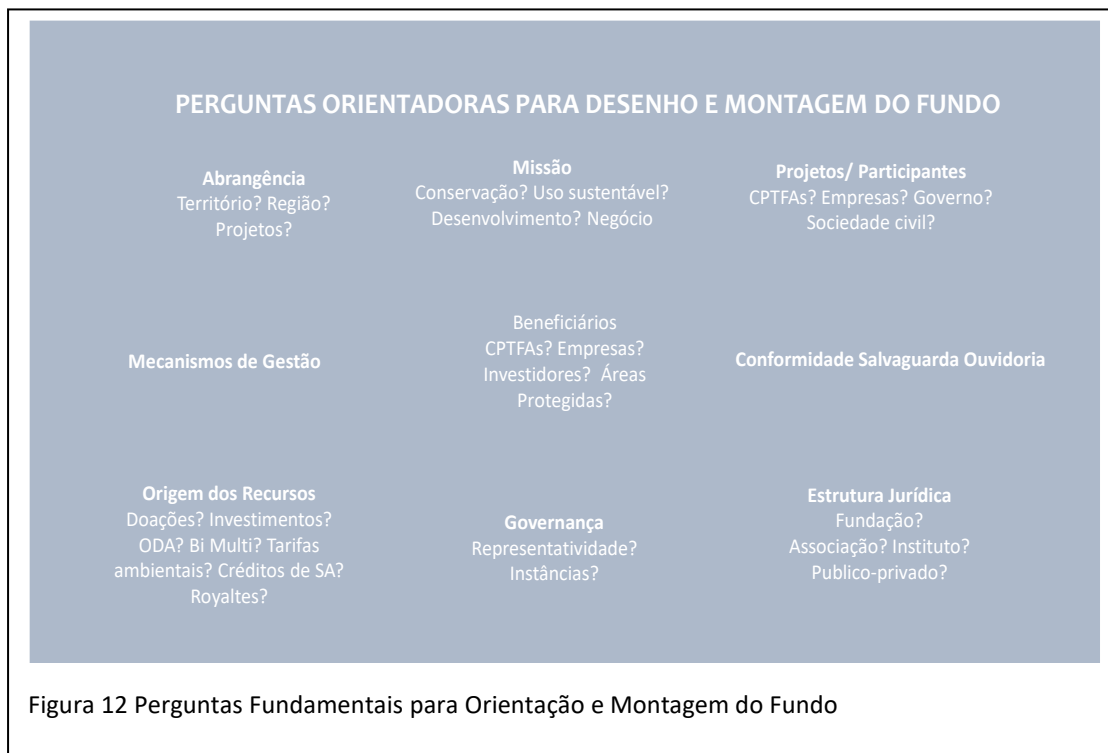 PERGUNTAS ORIENTADORAS PARA DESENHO E MONTAGEM DO FUNDO
Abrangência
Território? Região?
Projetos?
Missão
Conservação? Uso sustentável?
Desenvolvimento? Negócio
Projetos/ Participantes
CPTFAs? Empresas? Governo?
Sociedade civil?
Mecanismos de Gestão
Beneficiários
CPTFAs? Empresas?
Investidores? Áreas
Protegidas?
Conformidade Salvaguarda Ouvidoria
Origem dos Recursos
Doações? Investimentos?
ODA? Bi Multi? Tarifas
ambientais? Créditos de SA?
Royaltes?
Governança
Representatividade?
Instâncias?
Estrutura Jurídica
Fundação?
Associação? Instituto?
Publico-privado?
Figura 12 Perguntas Fundamentais para Orientação e Montagem do Fundo